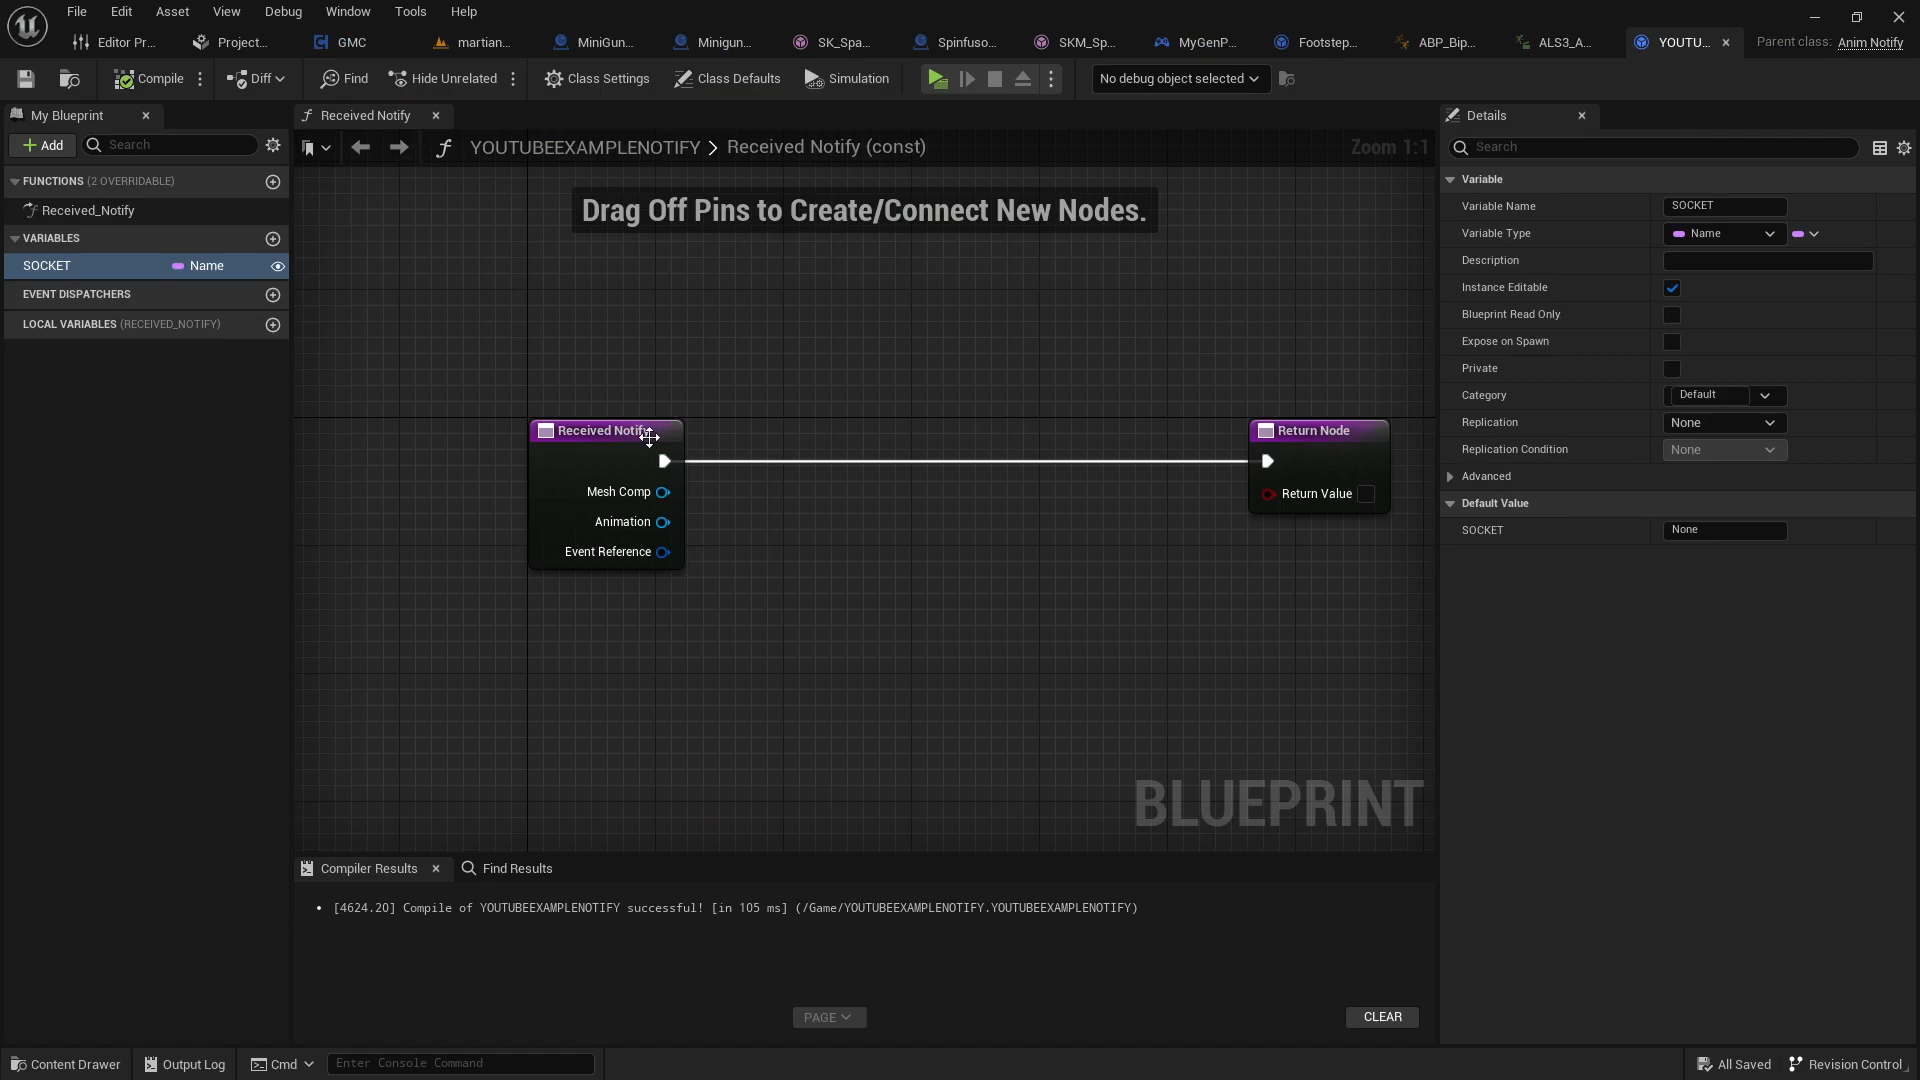 File Edit Asset View Debug Window Tools Help
Editor Pr... Project... GMC martian... MiniGun... Minigun... SK_Spa... Spinfuso... SKM_Sp... MyGenP... Footstep... ABP_Bip... ALS3_A... YOUTU... Parent class: Anim Notify
Compile Diff Find Hide Unrelated Class Settings Class Defaults Simulation No debug object selected
My Blueprint Received Notify Details
Add Search YOUTUBEEXAMPLENOTIFY > Received Notify (const) Zoom 1:1 Search
FUNCTIONS (2 OVERRIDABLE)
Received_Notify
VARIABLES
SOCKET Name
EVENT DISPATCHERS
LOCAL VARIABLES (RECEIVED_NOTIFY)
Drag Off Pins to Create/Connect New Nodes.
Received Notify
Mesh Comp
Animation
Event Reference
Return Node
Return Value
BLUEPRINT
Variable
Variable Name SOCKET
Variable Type Name
Description
Instance Editable
Blueprint Read Only
Expose on Spawn
Private
Category Default
Replication None
Replication Condition None
Advanced
Default Value
SOCKET None
Compiler Results Find Results
[4624.20] Compile of YOUTUBEEXAMPLENOTIFY successful! [in 105 ms] (/Game/YOUTUBEEXAMPLENOTIFY.YOUTUBEEXAMPLENOTIFY)
PAGE CLEAR
Content Drawer Output Log Cmd Enter Console Command All Saved Revision Control